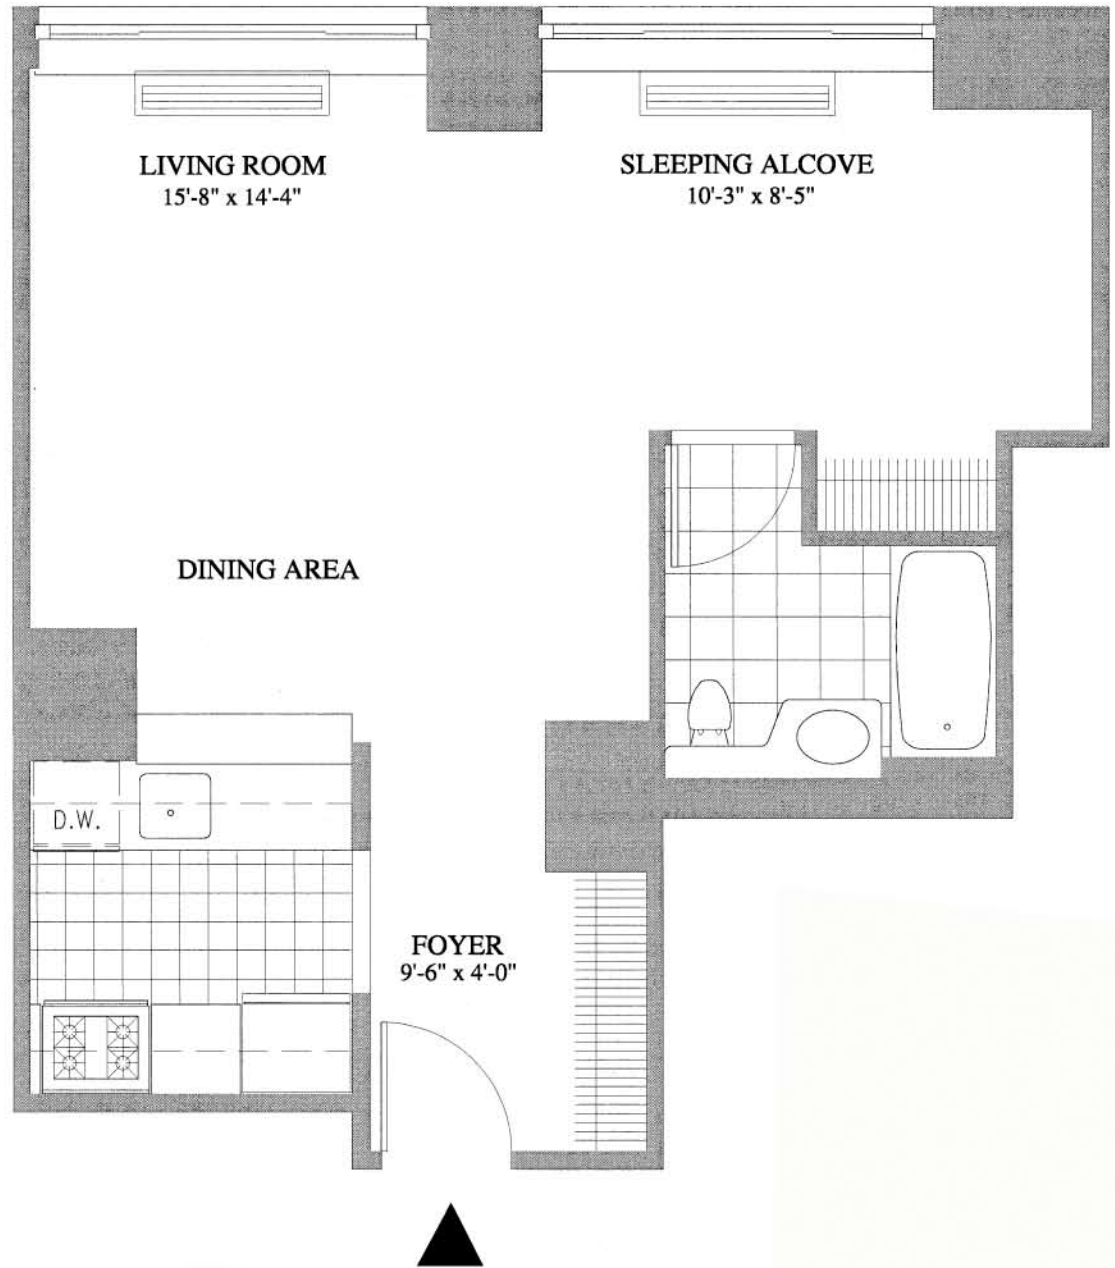 LIVING ROOM
15'-8" x 14'-4"
SLEEPING ALCOVE
10'-3" x 8'-5"
DINING AREA
D.W.
FOYER
9'-6" x 4'-0"